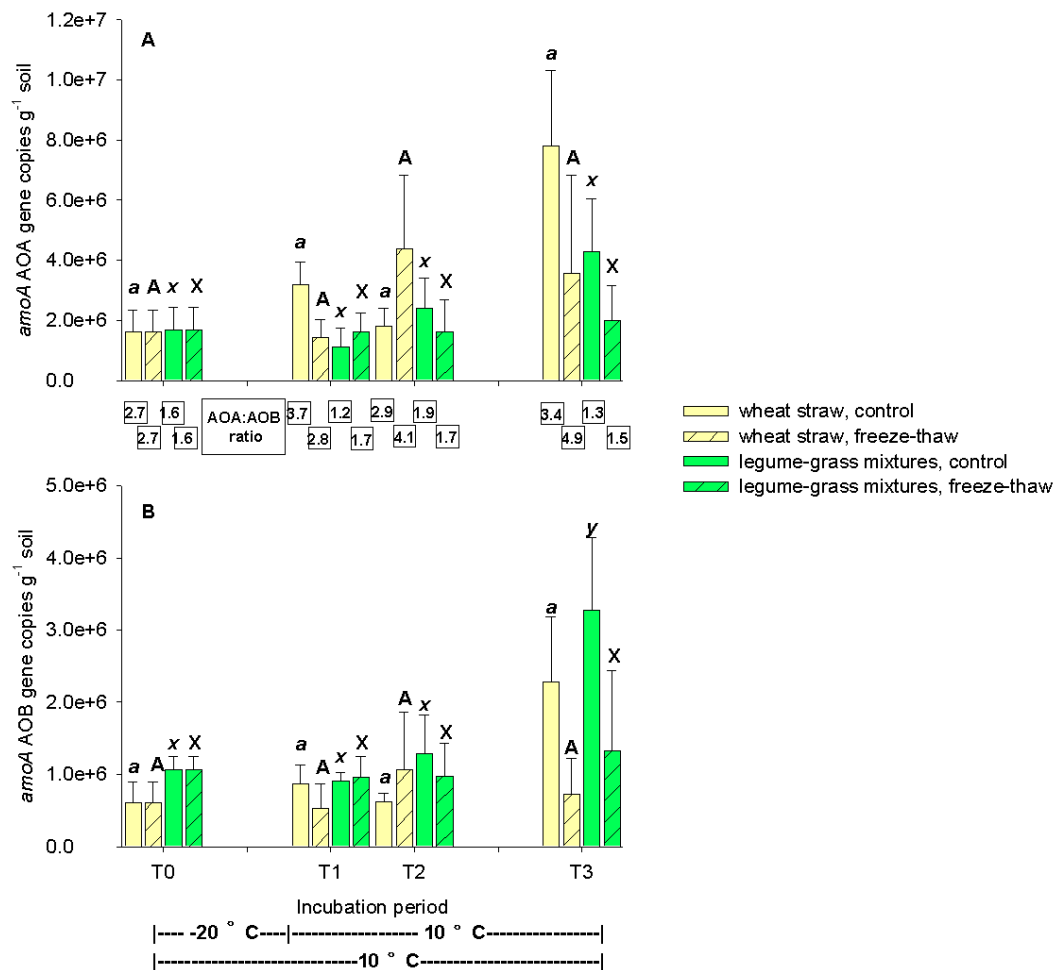 1.2e+7
A
a
1.0e+7
8.0e+6
A
A
6.0e+6
x
a
4.0e+6
x
X
a A x X
A
X
a
X
x
2.0e+6
0.0
amoA AOA gene copies g-1 soil
2.7 1.6 AOA:AOB 3.7 1.2 2.9 1.9 3.4 1.3
2.7 1.6 ratio 2.8 1.7 4.1 1.7 4.9 1.5
wheat straw, control
wheat straw, freeze-thaw
legume-grass mixtures, control
legume-grass mixtures, freeze-thaw
5.0e+6
B
y
4.0e+6
a
3.0e+6
X
A x
2.0e+6
a X X
x
a A x X A a A
1.0e+6
0.0
amoA AOB gene copies g-1 soil
T0 T1 T2 T3
Incubation period
|---- -20 ° C------|-------------------- 10 ° C------------------|
|-------------------------------10 ° C------------------------------------|